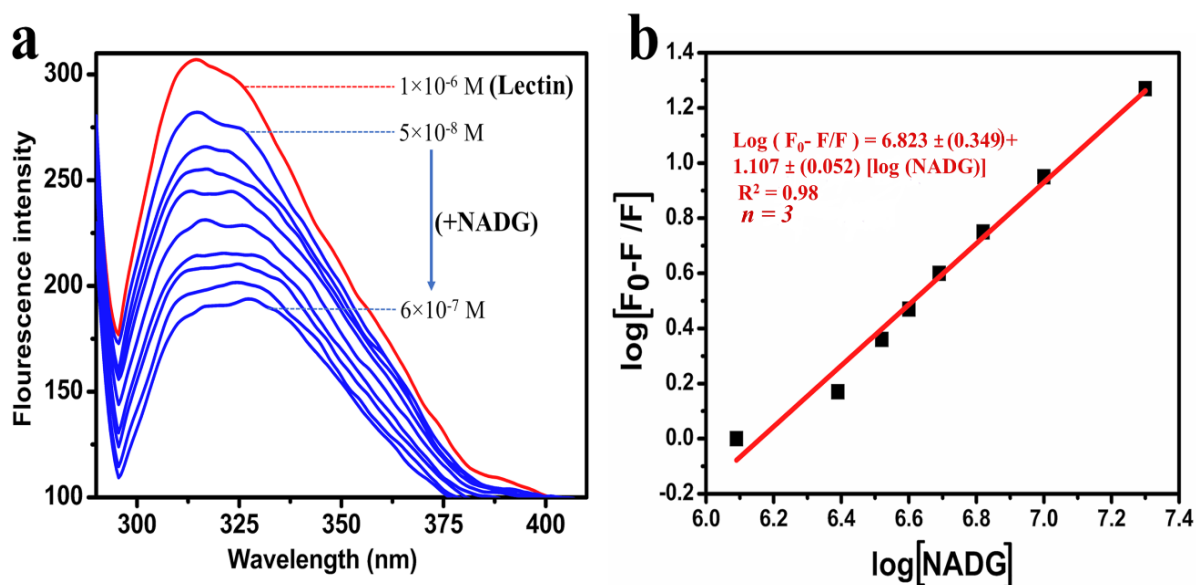 a
Flourescence intensity
300
250
200
150
100
1×10⁻⁶ M (Lectin)
5×10⁻⁸ M
(+NADG)
6×10⁻⁷ M
300
325
350
375
400
Wavelength (nm)
b
log[F₀-F /F]
1.4
1.2
1.0
0.8
0.6
0.4
0.2
0.0
-0.2
Log ( F₀- F/F ) = 6.823 ± (0.349)+
1.107 ± (0.052) [log (NADG)]
R² = 0.98
n = 3
6.0
6.2
6.4
6.6
6.8
7.0
7.2
7.4
log[NADG]